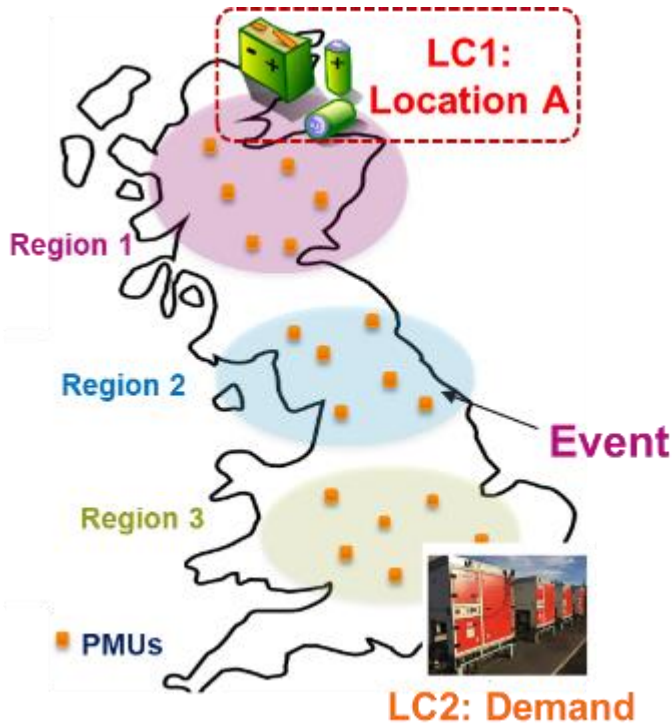 LC1:
Location A
Region 1
Region 2
Event
Region 3
PMUs
LC2: Demand